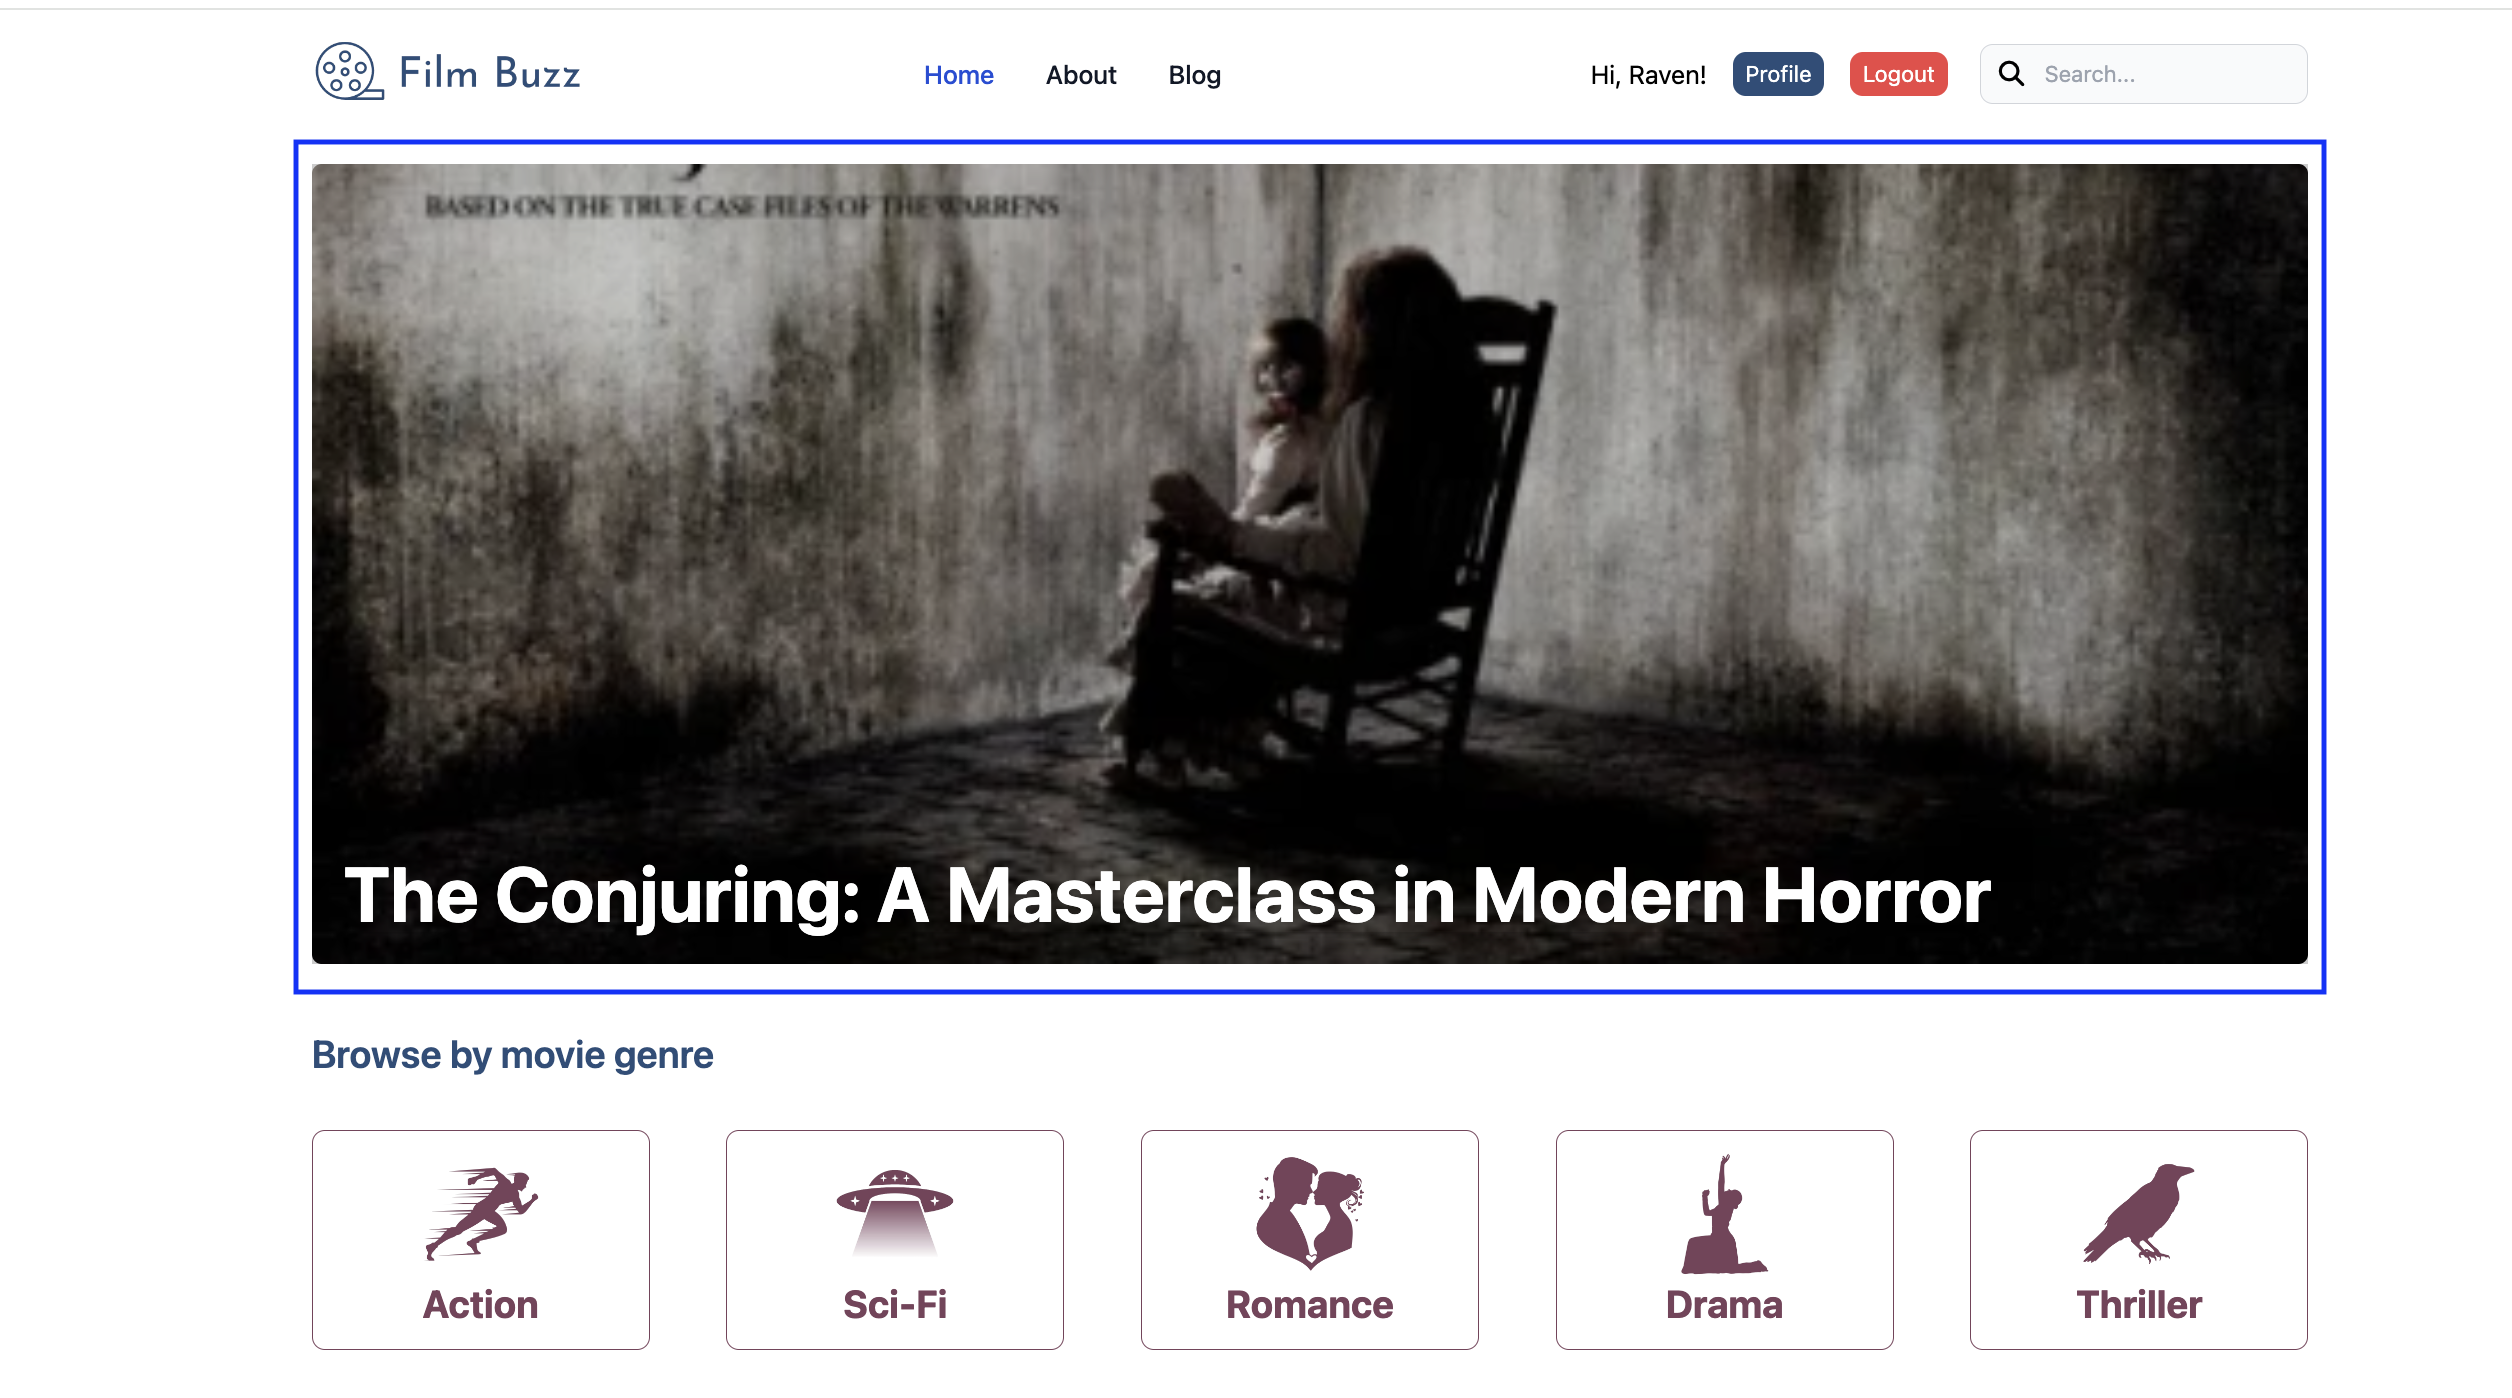 Film Buzz
Home About Blog
Hi, Raven! Profile Logout Search...
BASED ON THE TRUE CASE FILES OF THE WARRENS
The Conjuring: A Masterclass in Modern Horror
Browse by movie genre
Action Sci-Fi Romance Drama Thriller